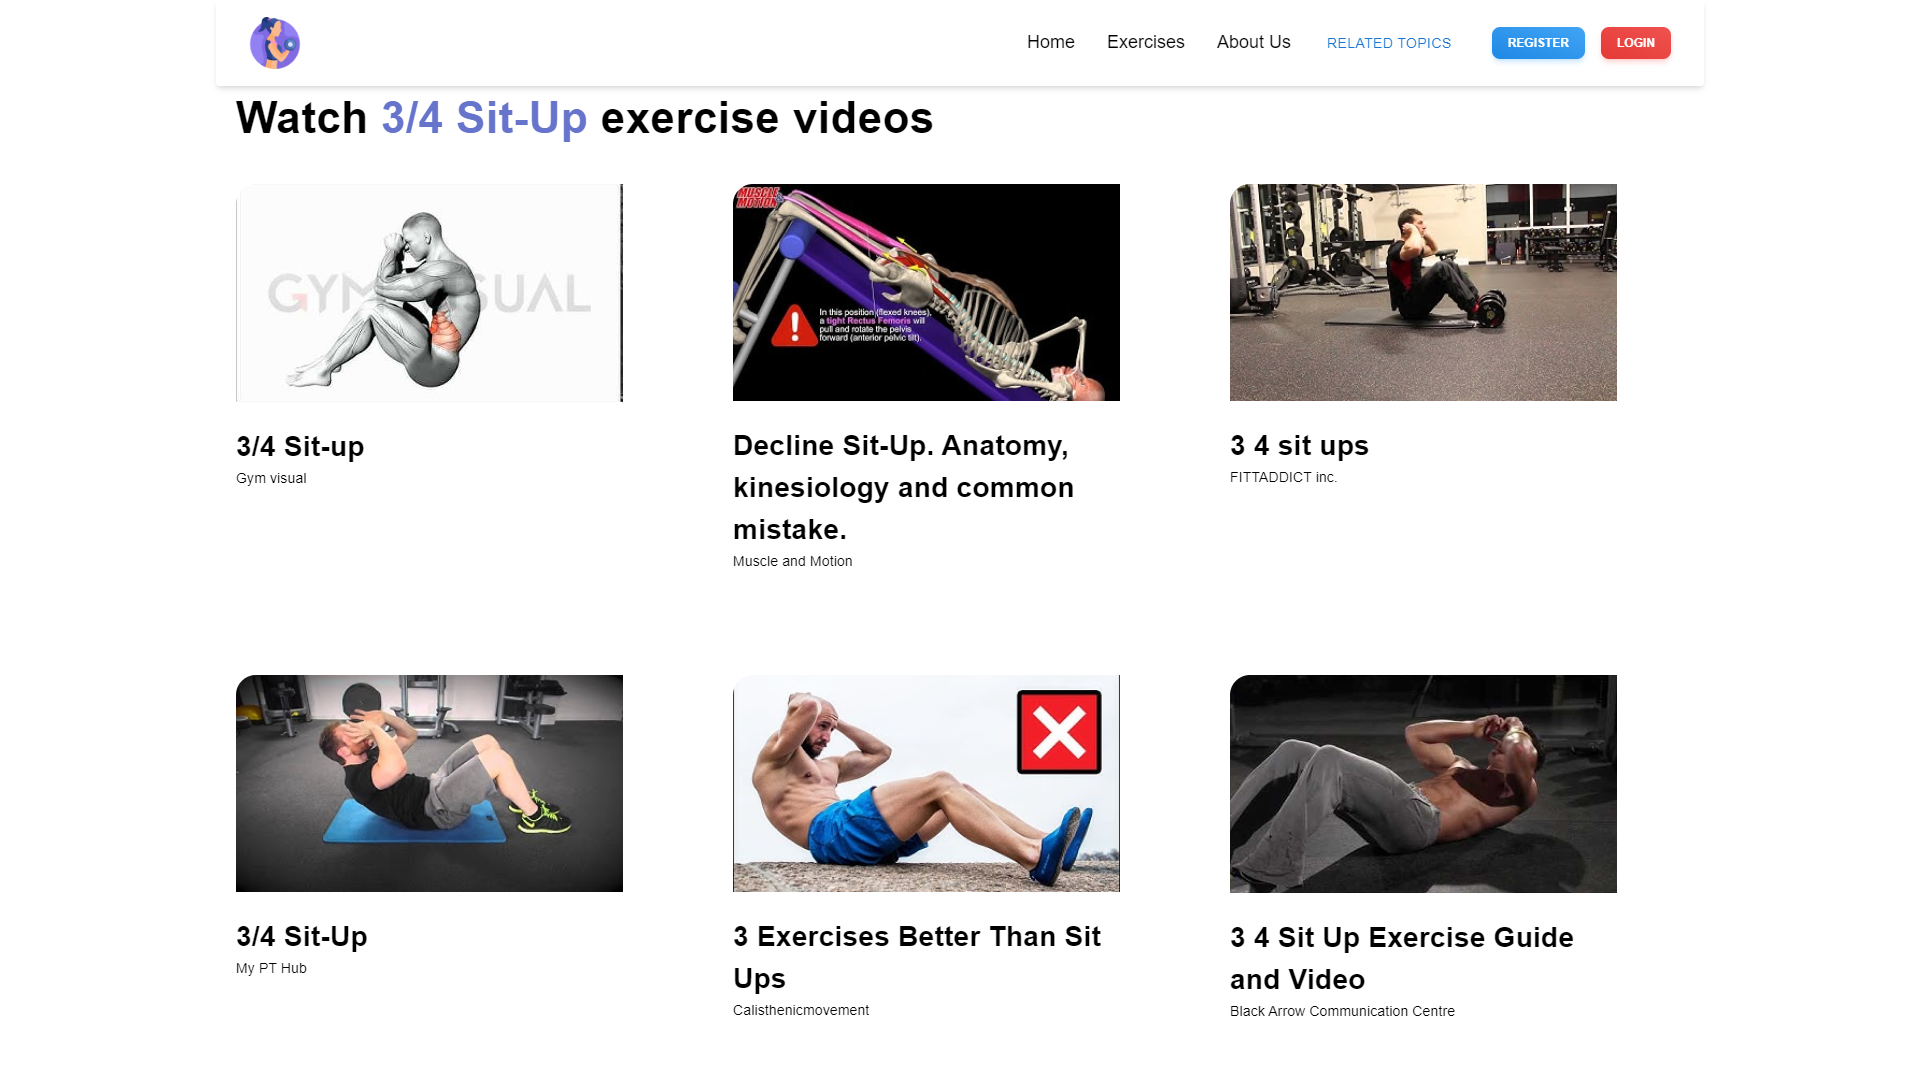 Home Exercises About Us RELATED TOPICS REGISTER LOGIN
Watch 3/4 Sit-Up exercise videos
GYM VISUAL
MUSCLE &
MOTION
In this position (flexed knees),
a tight Rectus Femoris will
pull and rotate the pelvis
forward (anterior pelvic tilt).
3/4 Sit-up
Gym visual
Decline Sit-Up. Anatomy,
kinesiology and common
mistake.
Muscle and Motion
3 4 sit ups
FITTADDICT inc.
3/4 Sit-Up
My PT Hub
3 Exercises Better Than Sit
Ups
Calisthenicmovement
3 4 Sit Up Exercise Guide
and Video
Black Arrow Communication Centre